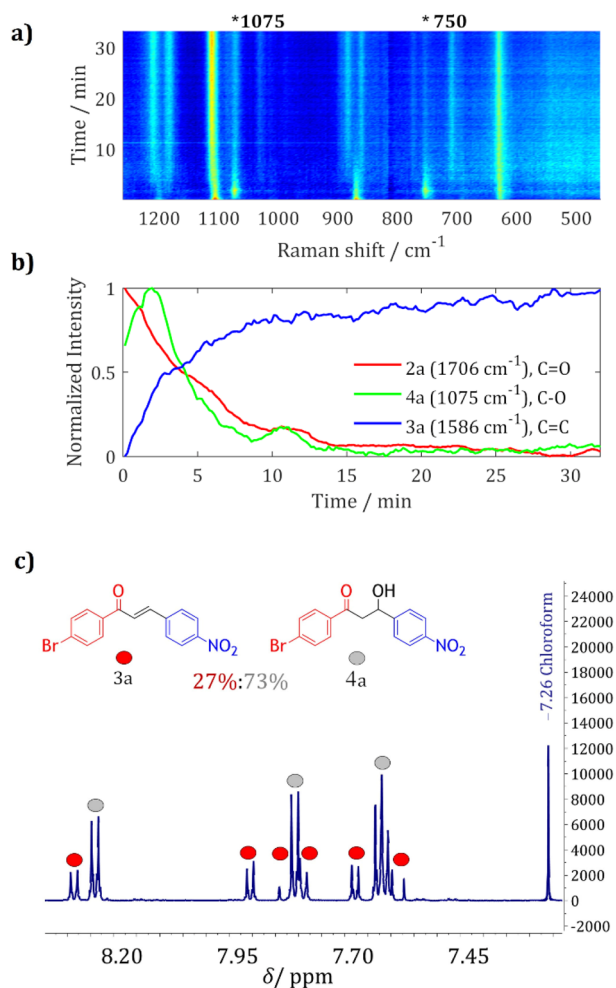 a)
*1075
*750
Time / min
30
20
10
1200
1100
1000
900
800
700
600
500
Raman shift / cm-1
b)
Normalized Intensity
1
0.5
0
2a (1706 cm-1), C=O
4a (1075 cm-1), C-O
3a (1586 cm-1), C=C
0
5
10
15
20
25
30
Time / min
c)
O
Br
NO2
3a
27%:73%
O
OH
Br
NO2
4a
-7.26 Chloroform
24000
22000
20000
18000
16000
14000
12000
10000
8000
6000
4000
2000
0
-2000
8.20
7.95
7.70
7.45
δ/ ppm